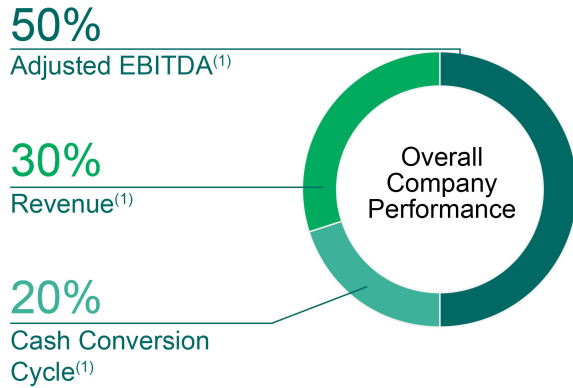 50%
Adjusted EBITDA(1)
30%
Revenue(1)
20%
Cash Conversion
Cycle(1)
Overall
Company
Performance